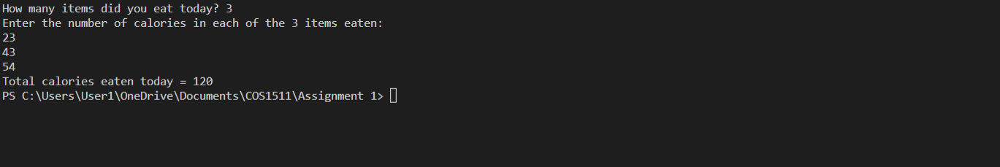 How many items did you eat today? 3
Enter the number of calories in each of the 3 items eaten:
23
43
54
Total calories eaten today = 120
PS C:\Users\User1\OneDrive\Documents\COS1511\Assignment 1>